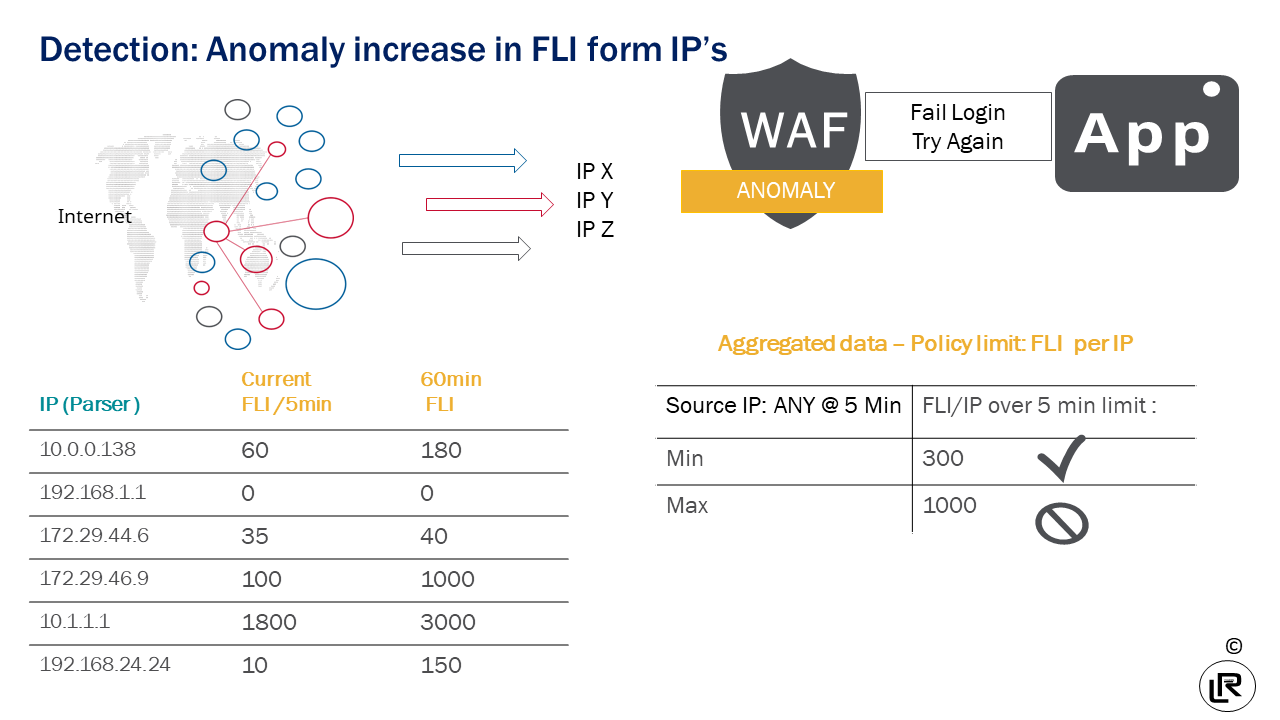 Detection: Anomaly increase in FLI form IP’s
Internet
IP X
IP Y
IP Z
WAF
ANOMALY
Fail Login
Try Again
App
IP (Parser )
Current
FLI /5min
60min
FLI
10.0.0.138 60 180
192.168.1.1 0 0
172.29.44.6 35 40
172.29.46.9 100 1000
10.1.1.1 1800 3000
192.168.24.24 10 150
Aggregated data – Policy limit: FLI  per IP
Source IP: ANY @ 5 Min FLI/IP over 5 min limit :
Min 300
Max 1000
©
LR